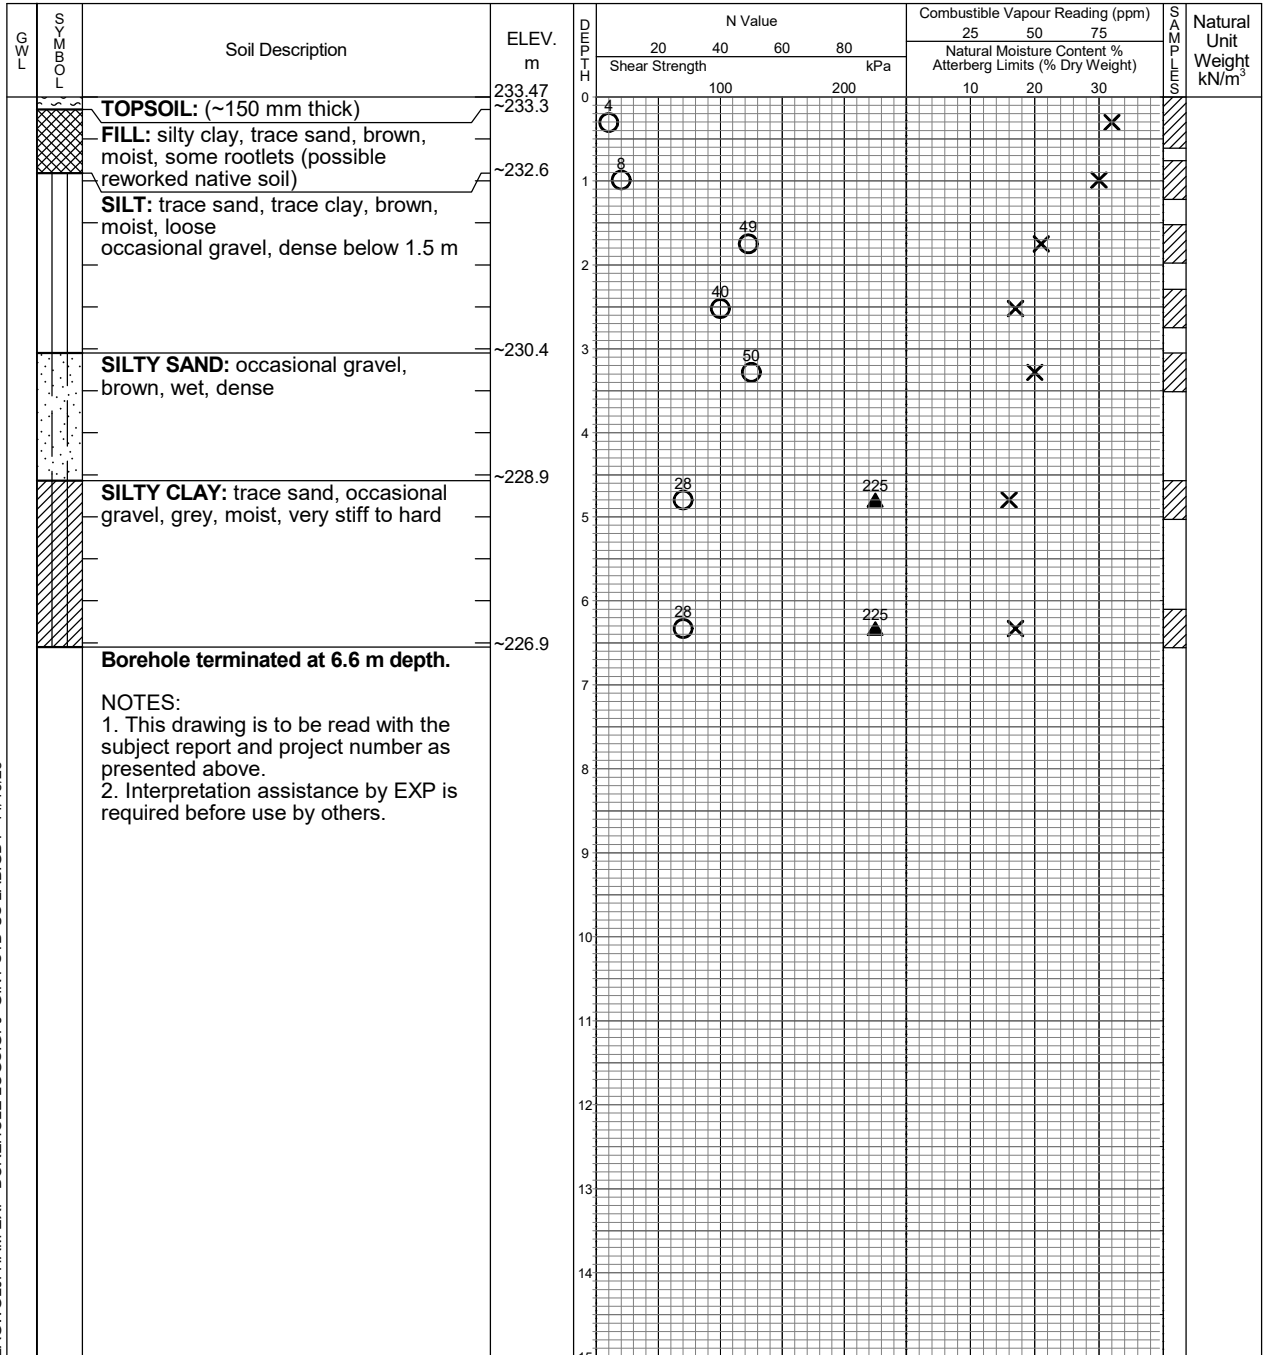 GWL
SYMBOL
Soil Description
ELEV.
m
233.47
DEPTH
N Value
20 40 60 80
Shear Strength kPa
100 200
Combustible Vapour Reading (ppm)
25 50 75
Natural Moisture Content %
Atterberg Limits (% Dry Weight)
10 20 30
SAMPLES
Natural
Unit
Weight
kN/m³
TOPSOIL: (~150 mm thick)
~233.3
FILL: silty clay, trace sand, brown,
moist, some rootlets (possible
reworked native soil)
~232.6
SILT: trace sand, trace clay, brown,
moist, loose
occasional gravel, dense below 1.5 m
~230.4
SILTY SAND: occasional gravel,
brown, wet, dense
~228.9
SILTY CLAY: trace sand, occasional
gravel, grey, moist, very stiff to hard
~226.9
Borehole terminated at 6.6 m depth.
NOTES:
1. This drawing is to be read with the
subject report and project number as
presented above.
2. Interpretation assistance by EXP is
required before use by others.
0
4
8
1
49
2
40
3
50
4
28 225
5
6
28 225
7
8
9
10
11
12
13
14